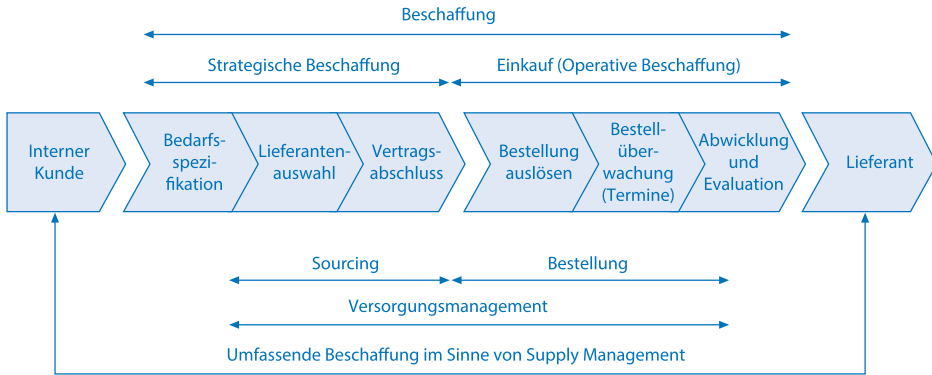 Beschaffung
Strategische Beschaffung
Einkauf (Operative Beschaffung)
Interner
Kunde
Bedarfs-
spezi-
fikation
Lieferanten-
auswahl
Vertrags-
abschluss
Bestellung
auslösen
Bestell-
über-
wachung
(Termine)
Abwicklung
und
Evaluation
Lieferant
Sourcing
Bestellung
Versorgungsmanagement
Umfassende Beschaffung im Sinne von Supply Management